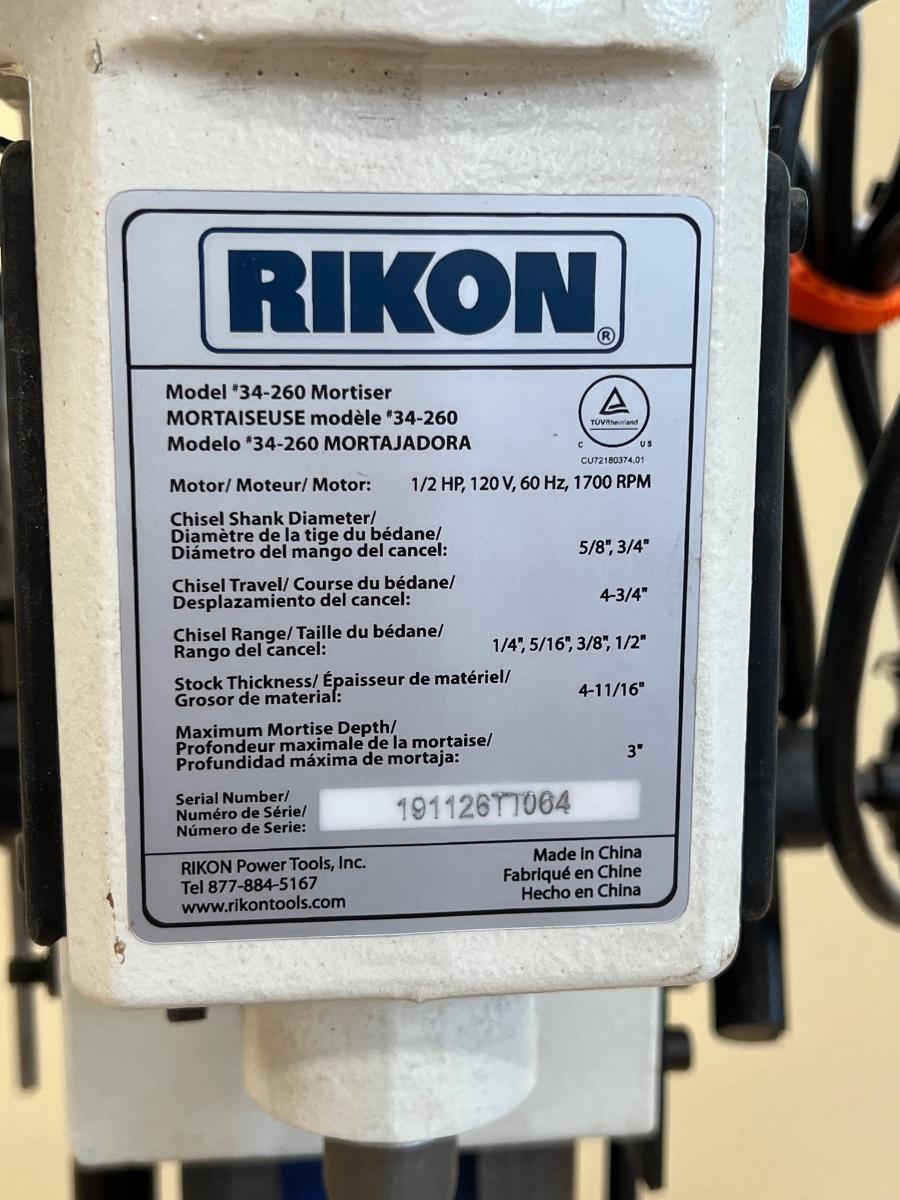 RIKON®
Model #34-260 Mortiser
MORTAISEUSE modèle #34-260
Modelo #34-260 MORTAJADORA
TÜVRheinland
C US
CU72180374.01
Motor/ Moteur/ Motor: 1/2 HP, 120 V, 60 Hz, 1700 RPM
Chisel Shank Diameter/
Diamètre de la tige du bédane/
Diámetro del mango del cancel: 5/8", 3/4"
Chisel Travel/ Course du bédane/
Desplazamiento del cancel: 4-3/4"
Chisel Range/ Taille du bédane/
Rango del cancel: 1/4", 5/16", 3/8", 1/2"
Stock Thickness/ Épaisseur de matériel/
Grosor de material: 4-11/16"
Maximum Mortise Depth/
Profondeur maximale de la mortaise/
Profundidad máxima de mortaja: 3"
Serial Number/
Numéro de Série/
Número de Serie: 191126TT064
RIKON Power Tools, Inc.
Tel 877-884-5167
www.rikontools.com
Made in China
Fabriqué en Chine
Hecho en China